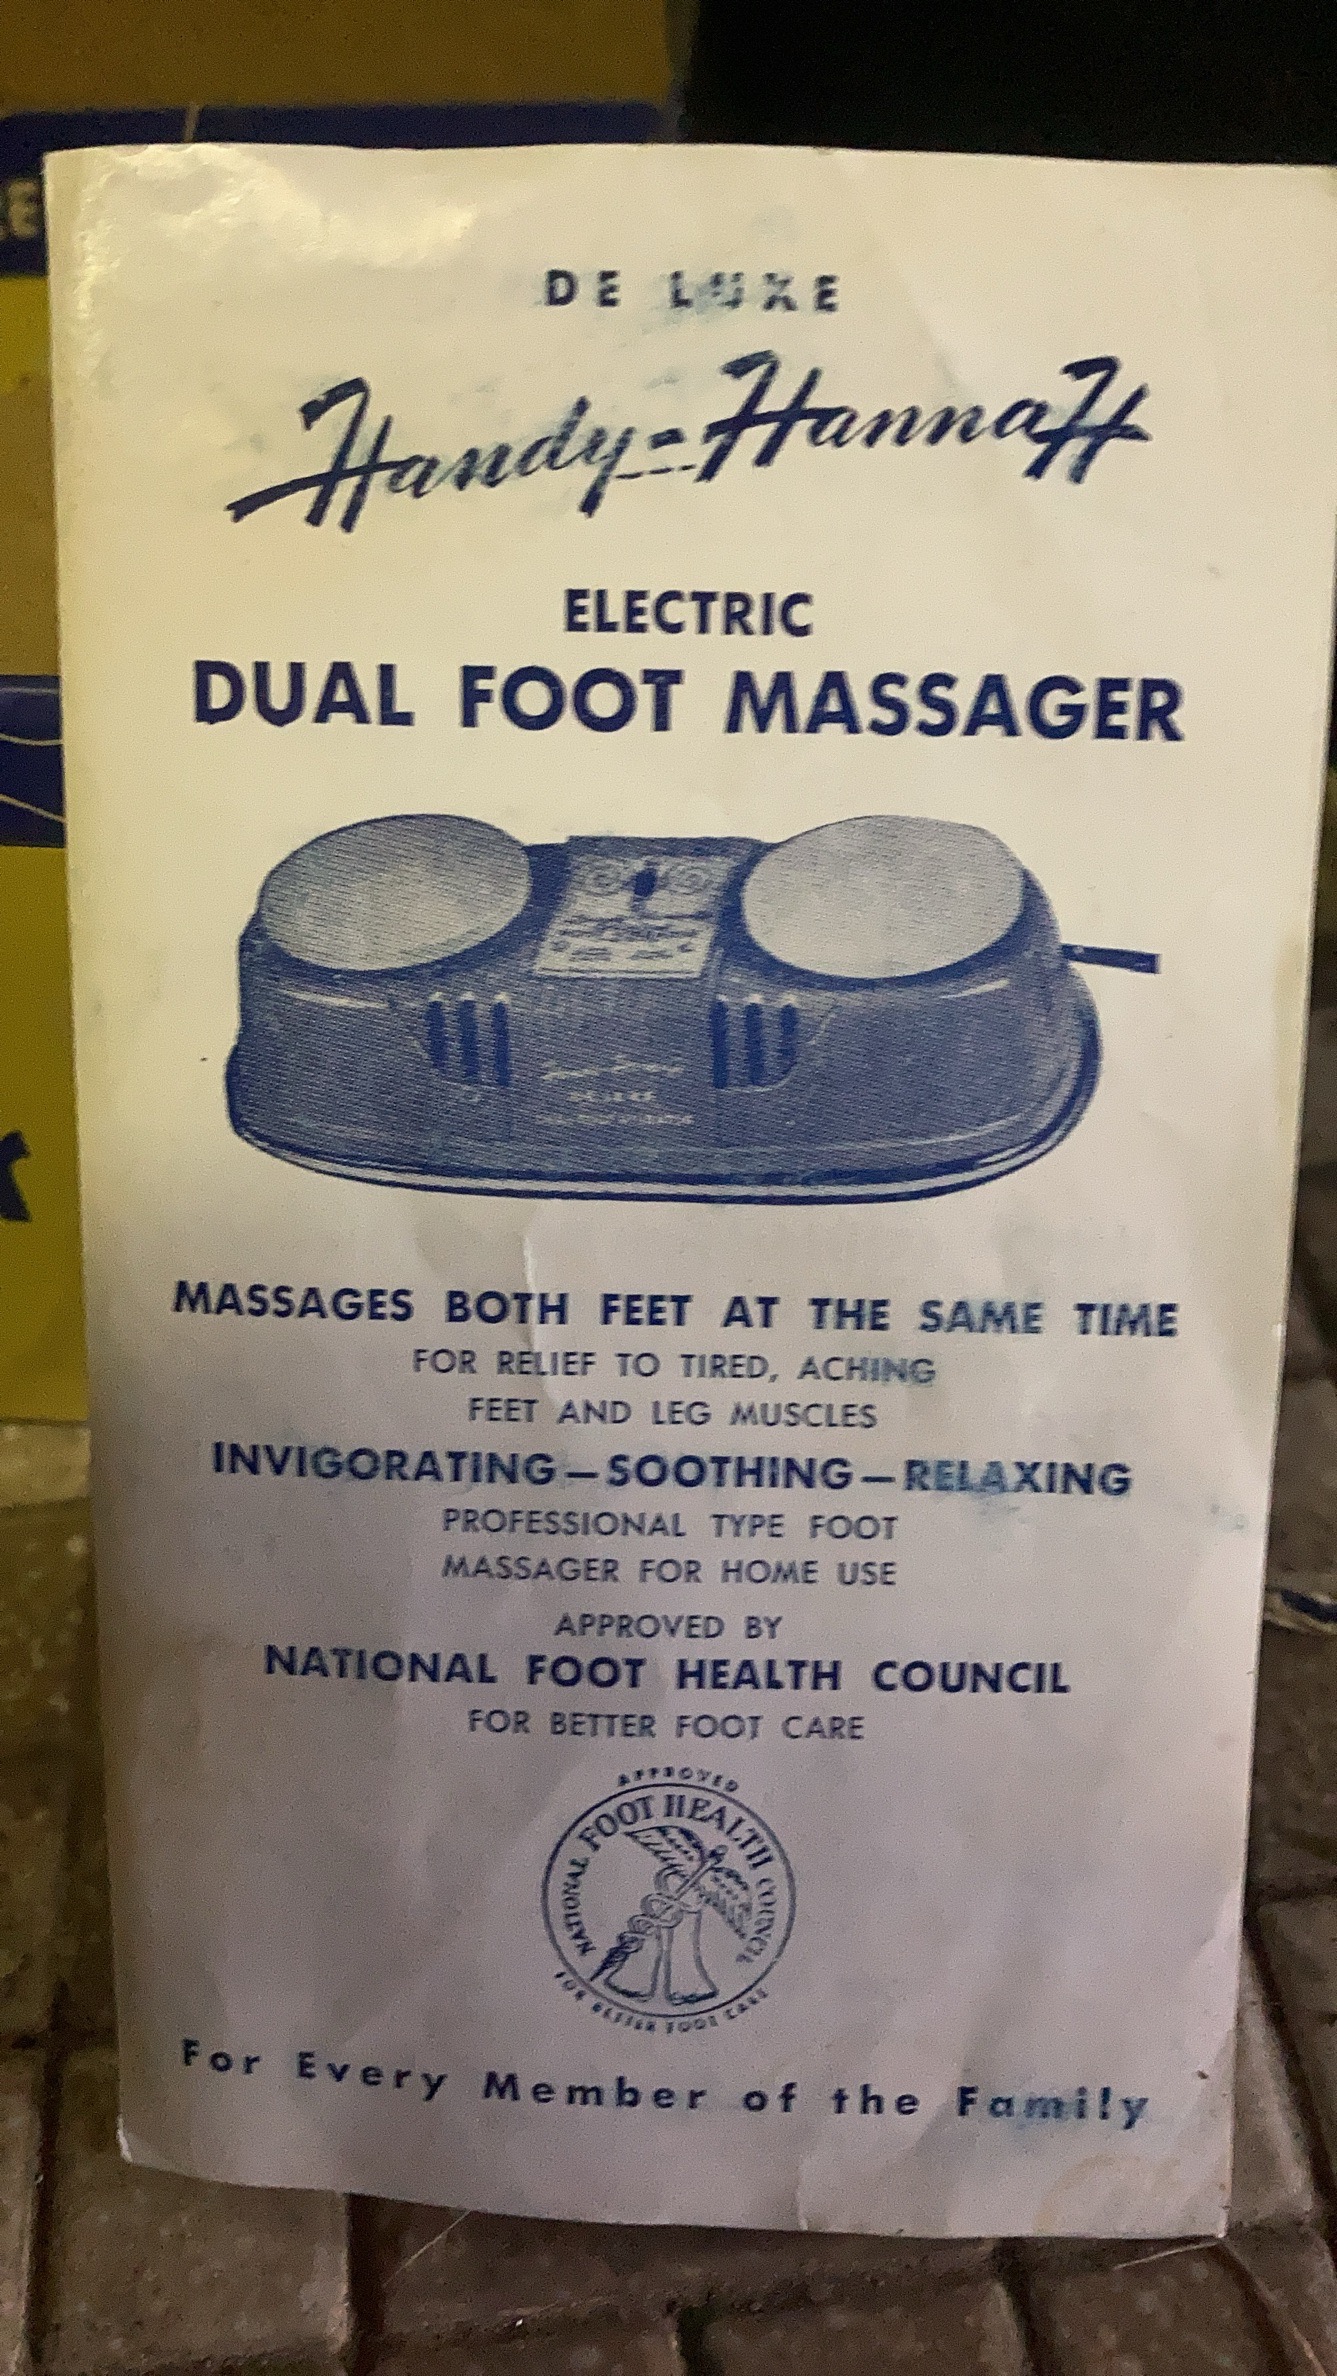 DE LUXE
Handy-Hannah
ELECTRIC
DUAL FOOT MASSAGER
DE LUXE
MASSAGES BOTH FEET AT THE SAME TIME
FOR RELIEF TO TIRED, ACHING
FEET AND LEG MUSCLES
INVIGORATING—SOOTHING—RELAXING
PROFESSIONAL TYPE FOOT
MASSAGER FOR HOME USE
APPROVED BY
NATIONAL FOOT HEALTH COUNCIL
FOR BETTER FOOT CARE
APPROVED
NATIONAL FOOT HEALTH COUNCIL
FOR BETTER FOOT CARE
For Every Member of the Family